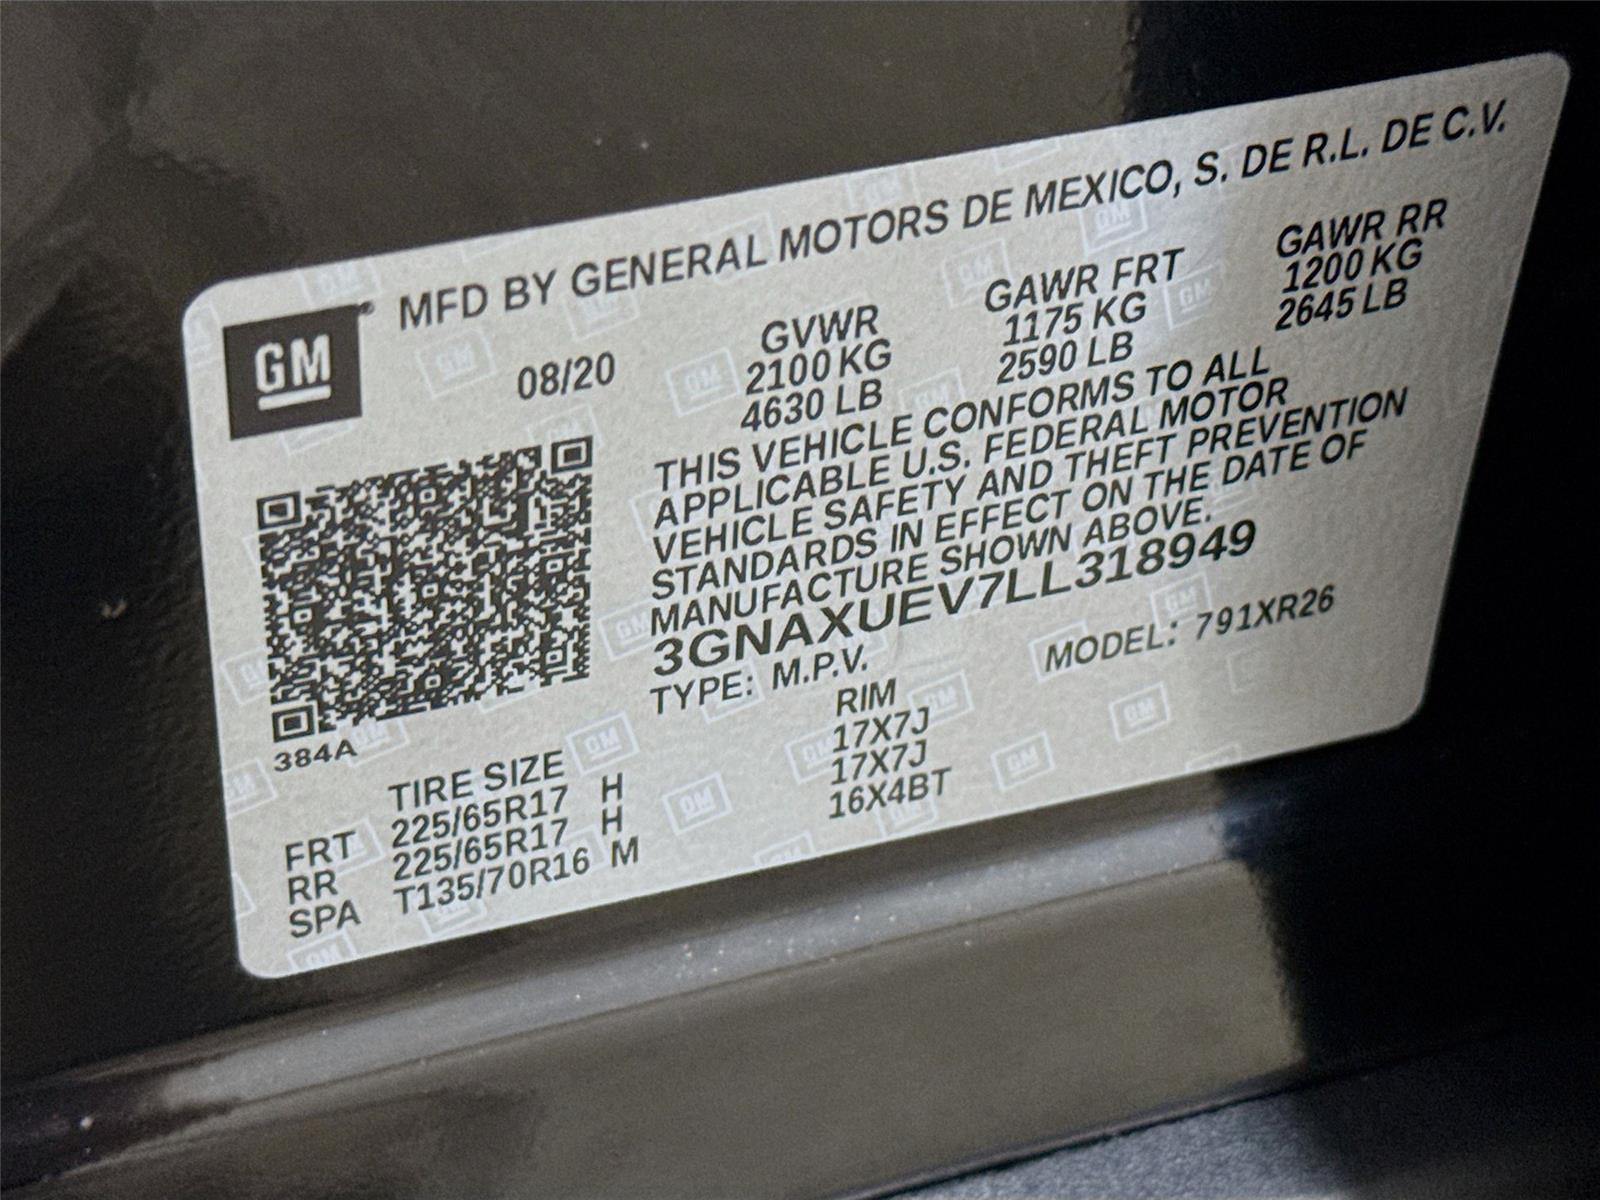 MFD BY GENERAL MOTORS DE MEXICO, S. DE R.L. DE C.V.
GM
08/20
GVWR
2100 KG
4630 LB
GAWR FRT
1175 KG
2590 LB
GAWR RR
1200 KG
2645 LB
THIS VEHICLE CONFORMS TO ALL
APPLICABLE U.S. FEDERAL MOTOR
VEHICLE SAFETY AND THEFT PREVENTION
STANDARDS IN EFFECT ON THE DATE OF
MANUFACTURE SHOWN ABOVE.
3GNAXUEV7LL318949
TYPE: M.P.V. MODEL: 791XR26
384A
TIRE SIZE RIM
FRT 225/65R17 H 17X7J
RR 225/65R17 H 17X7J
SPA T135/70R16 M 16X4BT